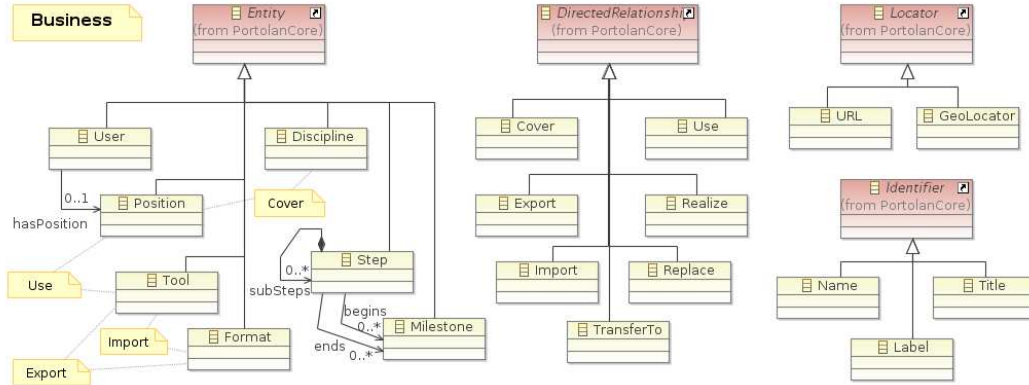 Business
Entity
(from PortolanCore)
DirectedRelationship
(from PortolanCore)
Locator
(from PortolanCore)
User
Discipline
Cover
Use
URL
GeoLocator
0..1
hasPosition
Position
Cover
Export
Realize
Identifier
(from PortolanCore)
Use
Tool
0..*
subSteps
Step
Import
Replace
Name
Title
Import
Format
begins
0..*
ends
0..*
Milestone
TransferTo
Label
Export